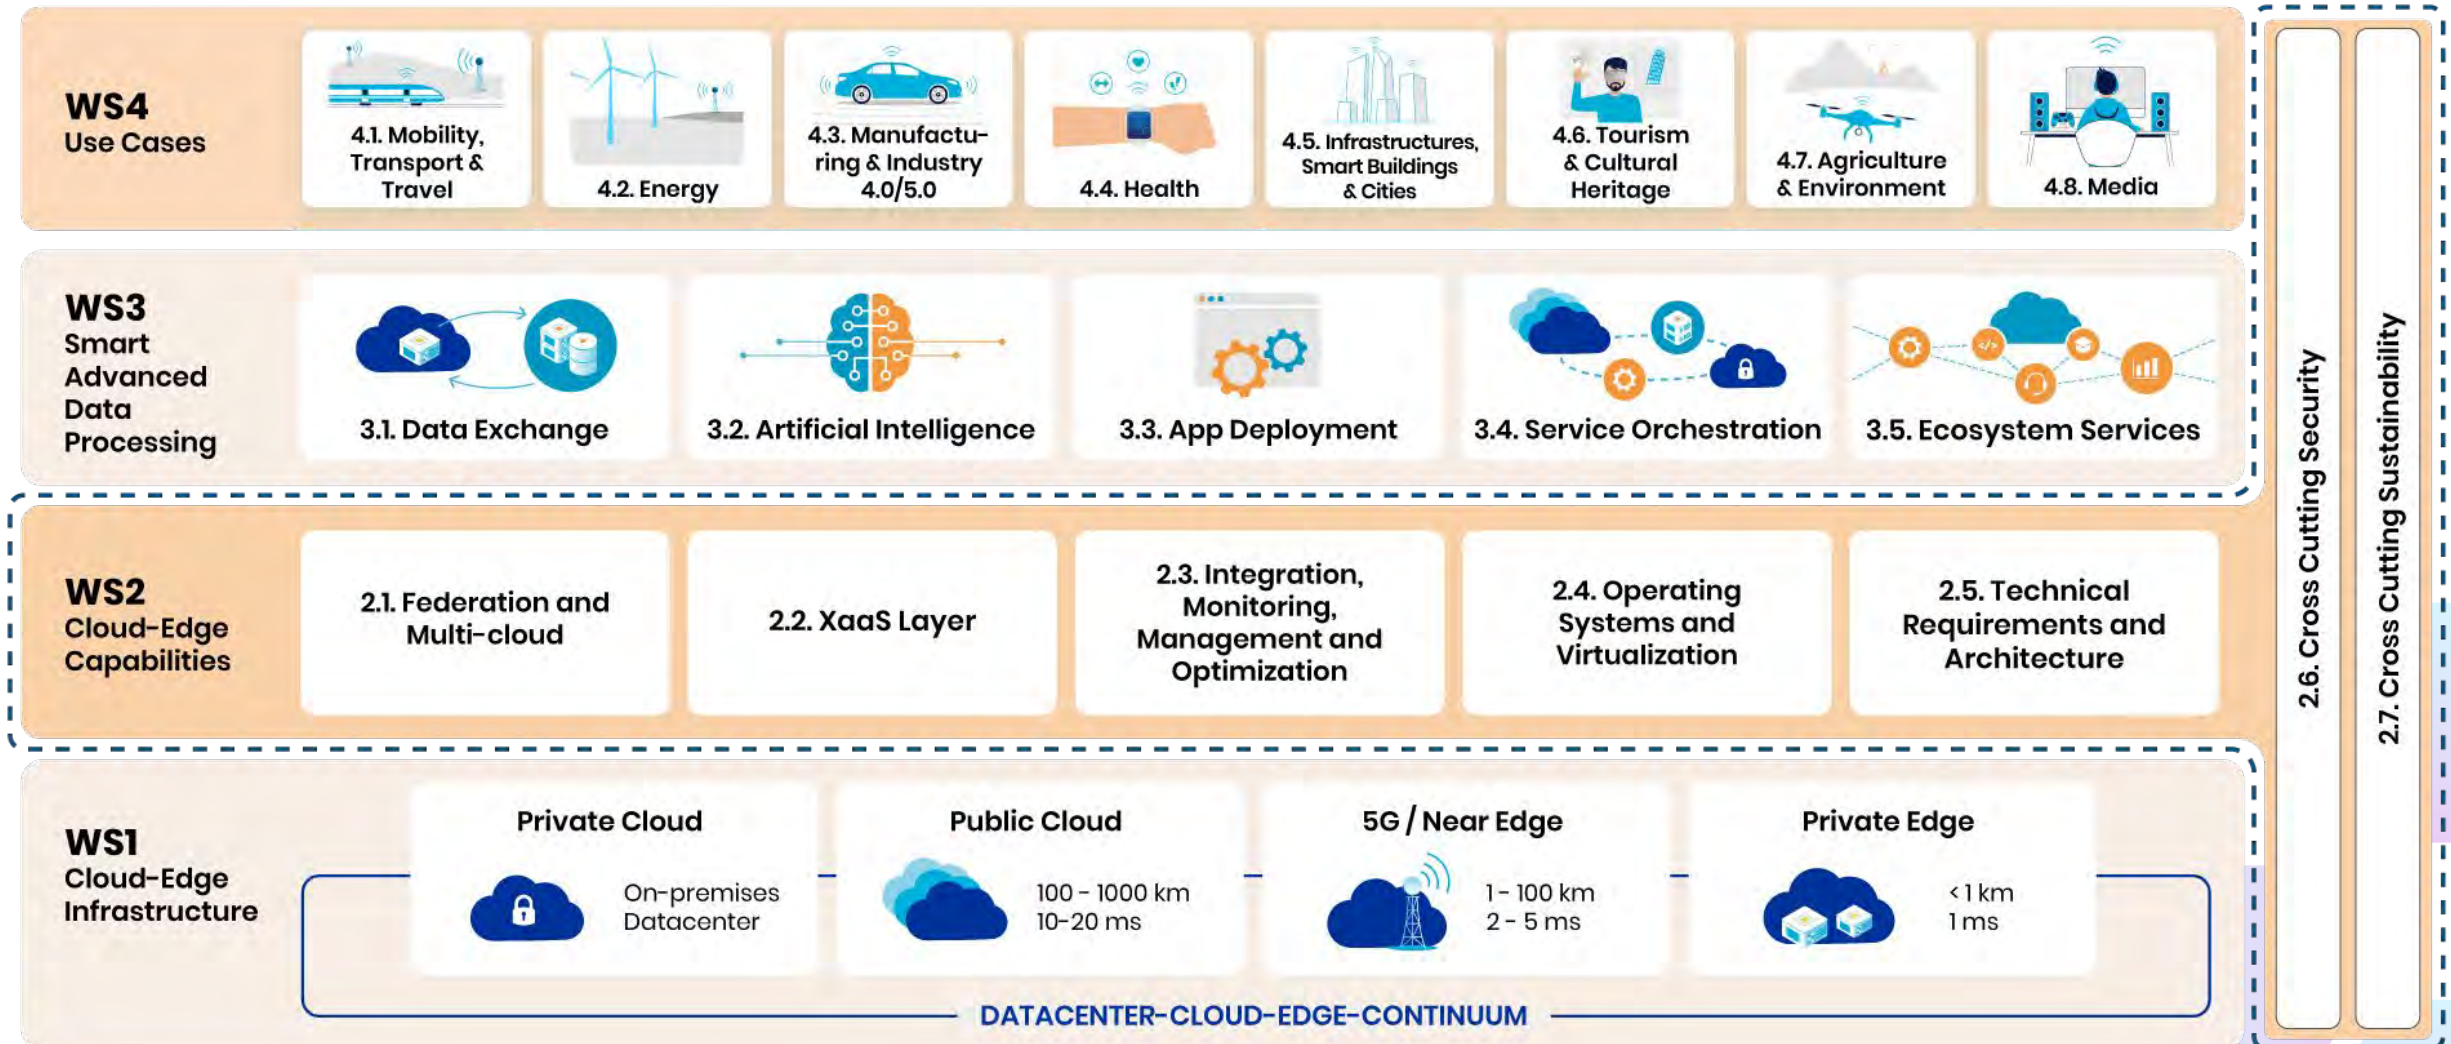 WS4
Use Cases
4.1. Mobility,
Transport &
Travel
4.2. Energy
4.3. Manufactu-
ring & Industry
4.0/5.0
4.4. Health
4.5. Infrastructures,
Smart Buildings
& Cities
4.6. Tourism
& Cultural
Heritage
4.7. Agriculture
& Environment
4.8. Media
WS3
Smart
Advanced
Data
Processing
3.1. Data Exchange
3.2. Artificial Intelligence
3.3. App Deployment
</>
3.4. Service Orchestration
3.5. Ecosystem Services
WS2
Cloud-Edge
Capabilities
2.1. Federation and
Multi-cloud
2.2. XaaS Layer
2.3. Integration,
Monitoring,
Management and
Optimization
2.4. Operating
Systems and
Virtualization
2.5. Technical
Requirements and
Architecture
WS1
Cloud-Edge
Infrastructure
Private Cloud
On-premises
Datacenter
Public Cloud
100 - 1000 km
10-20 ms
5G / Near Edge
1 - 100 km
2 - 5 ms
Private Edge
< 1 km
1 ms
DATACENTER-CLOUD-EDGE-CONTINUUM
2.6. Cross Cutting Security
2.7. Cross Cutting Sustainability